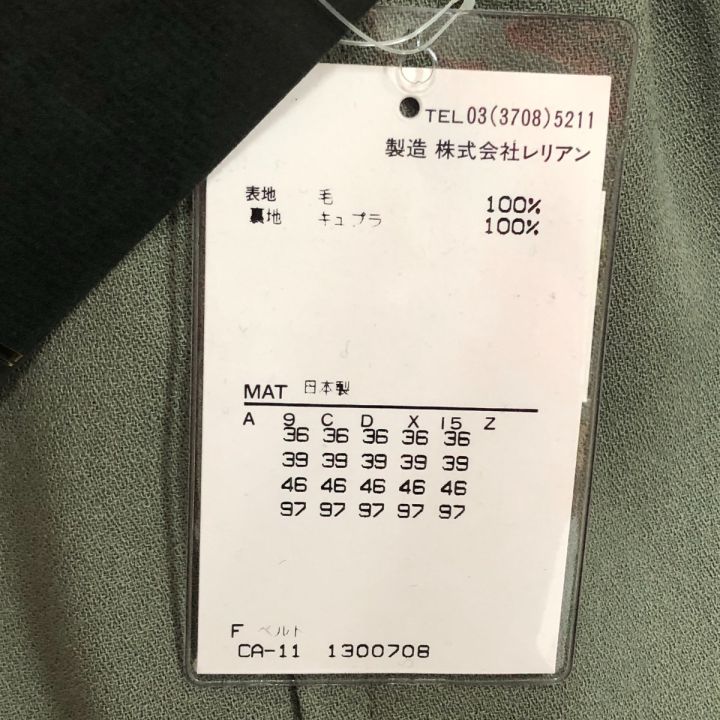 TEL 03(3708)5211
製造 株式会社レリアン
表地 毛 100%
裏地 キュプラ 100%
MAT 日本製
A 9 C D X 15 Z
36 36 36 36 36
39 39 39 39 39
46 46 46 46 46
97 97 97 97 97
F ベルト
CA-11 1300708